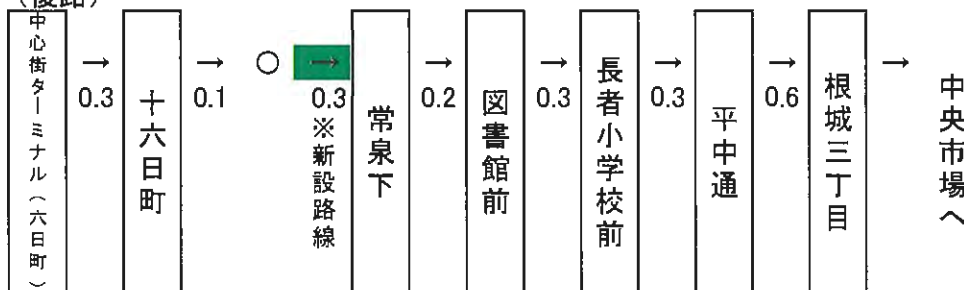 （復路）
中心街ターミナル（六日町）
→
0.3
十六日町
→
0.1
○
→
0.3
※新設路線
常泉下
→
0.2
図書館前
→
0.3
長者小学校前
→
0.3
平中通
→
0.6
根城三丁目
→
中央市場へ